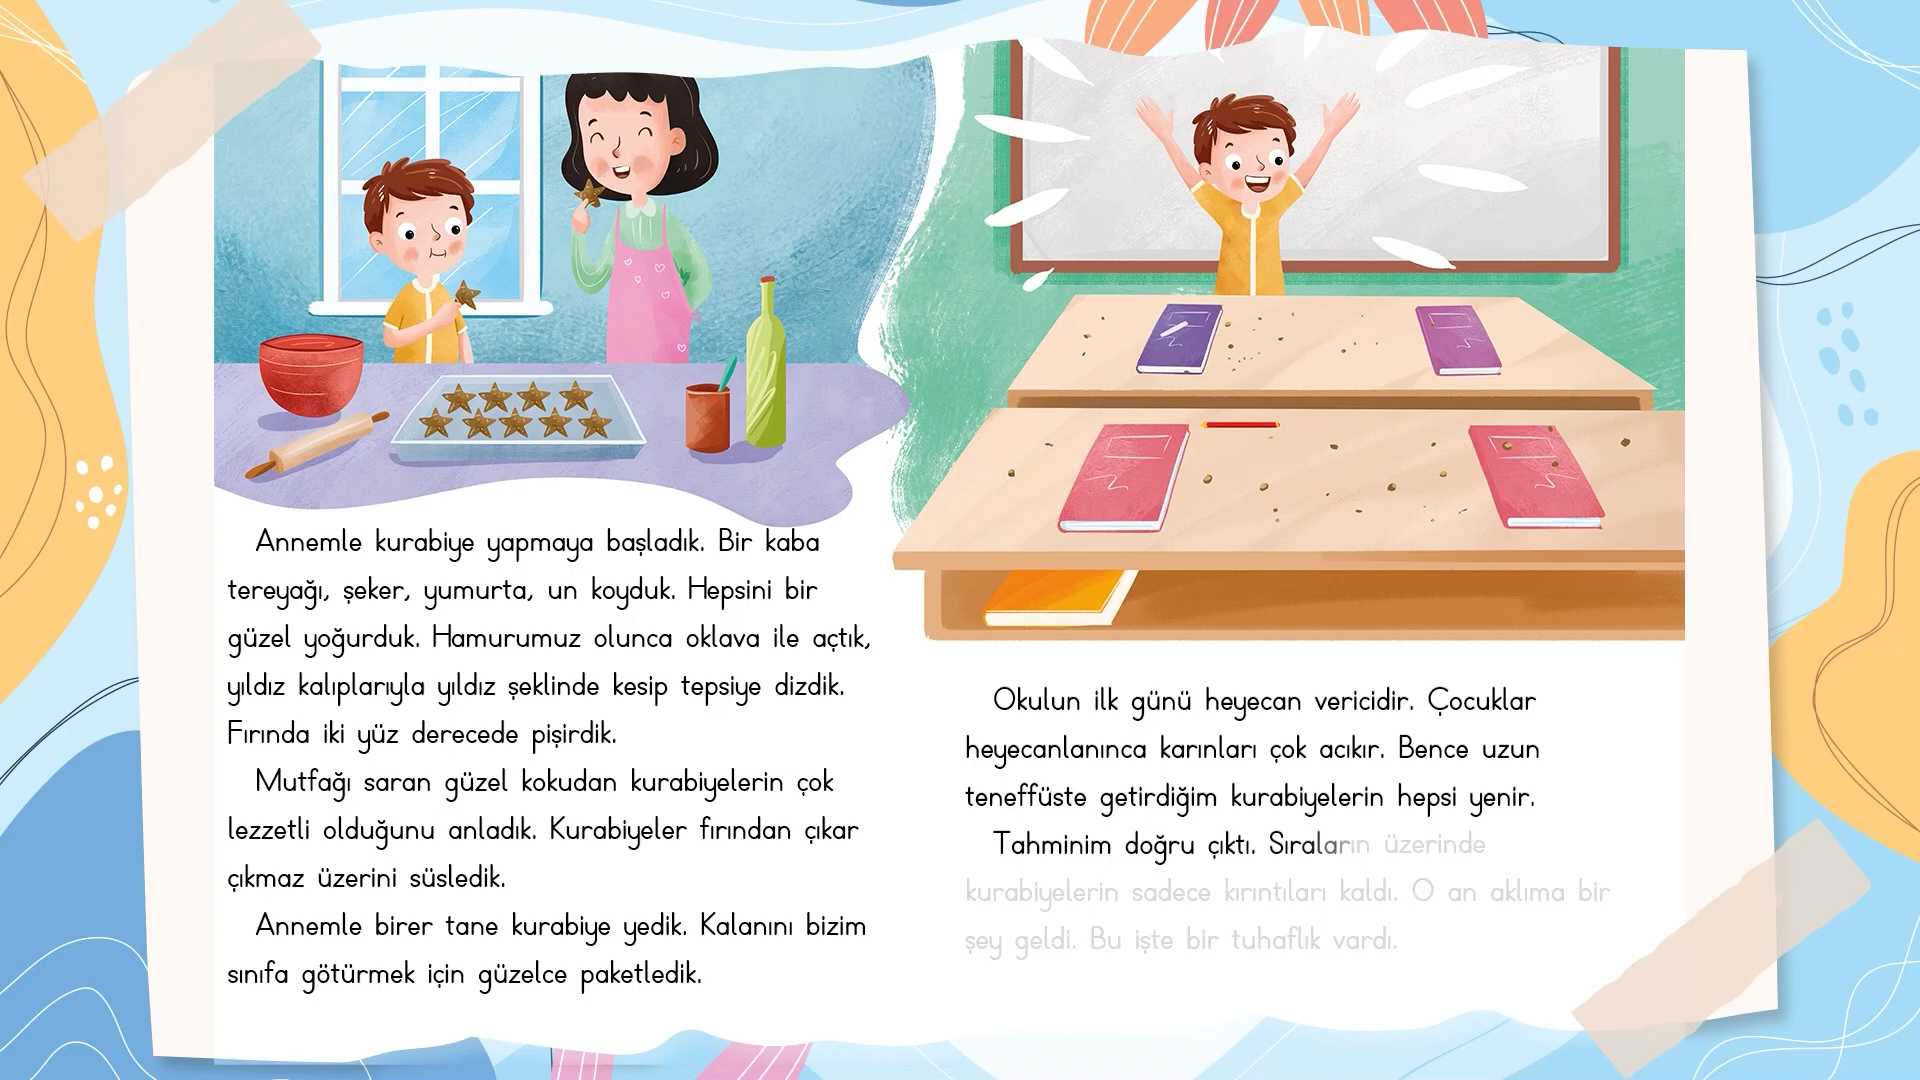 Annemle kurabiye yapmaya başladık. Bir kaba
tereyağı, şeker, yumurta, un koyduk. Hepsini bir
güzel yoğurduk. Hamurumuz olunca oklava ile açtık,
yıldız kalıplarıyla yıldız şeklinde kesip tepsiye dizdik.
Fırında iki yüz derecede pişirdik.
Mutfağı saran güzel kokudan kurabiyelerin çok
lezzetli olduğunu anladık. Kurabiyeler fırından çıkar
çıkmaz üzerini süsledik.
Annemle birer tane kurabiye yedik. Kalanını bizim
sınıfa götürmek için güzelce paketledik.
Okulun ilk günü heyecan vericidir. Çocuklar
heyecanlanınca karınları çok acıkır. Bence uzun
teneffüste getirdiğim kurabiyelerin hepsi yenir.
Tahminim doğru çıktı. Sıraların üzerinde
kurabiyelerin sadece kırıntıları kaldı. O an aklıma bir
şey geldi. Bu işte bir tuhaflık vardı.